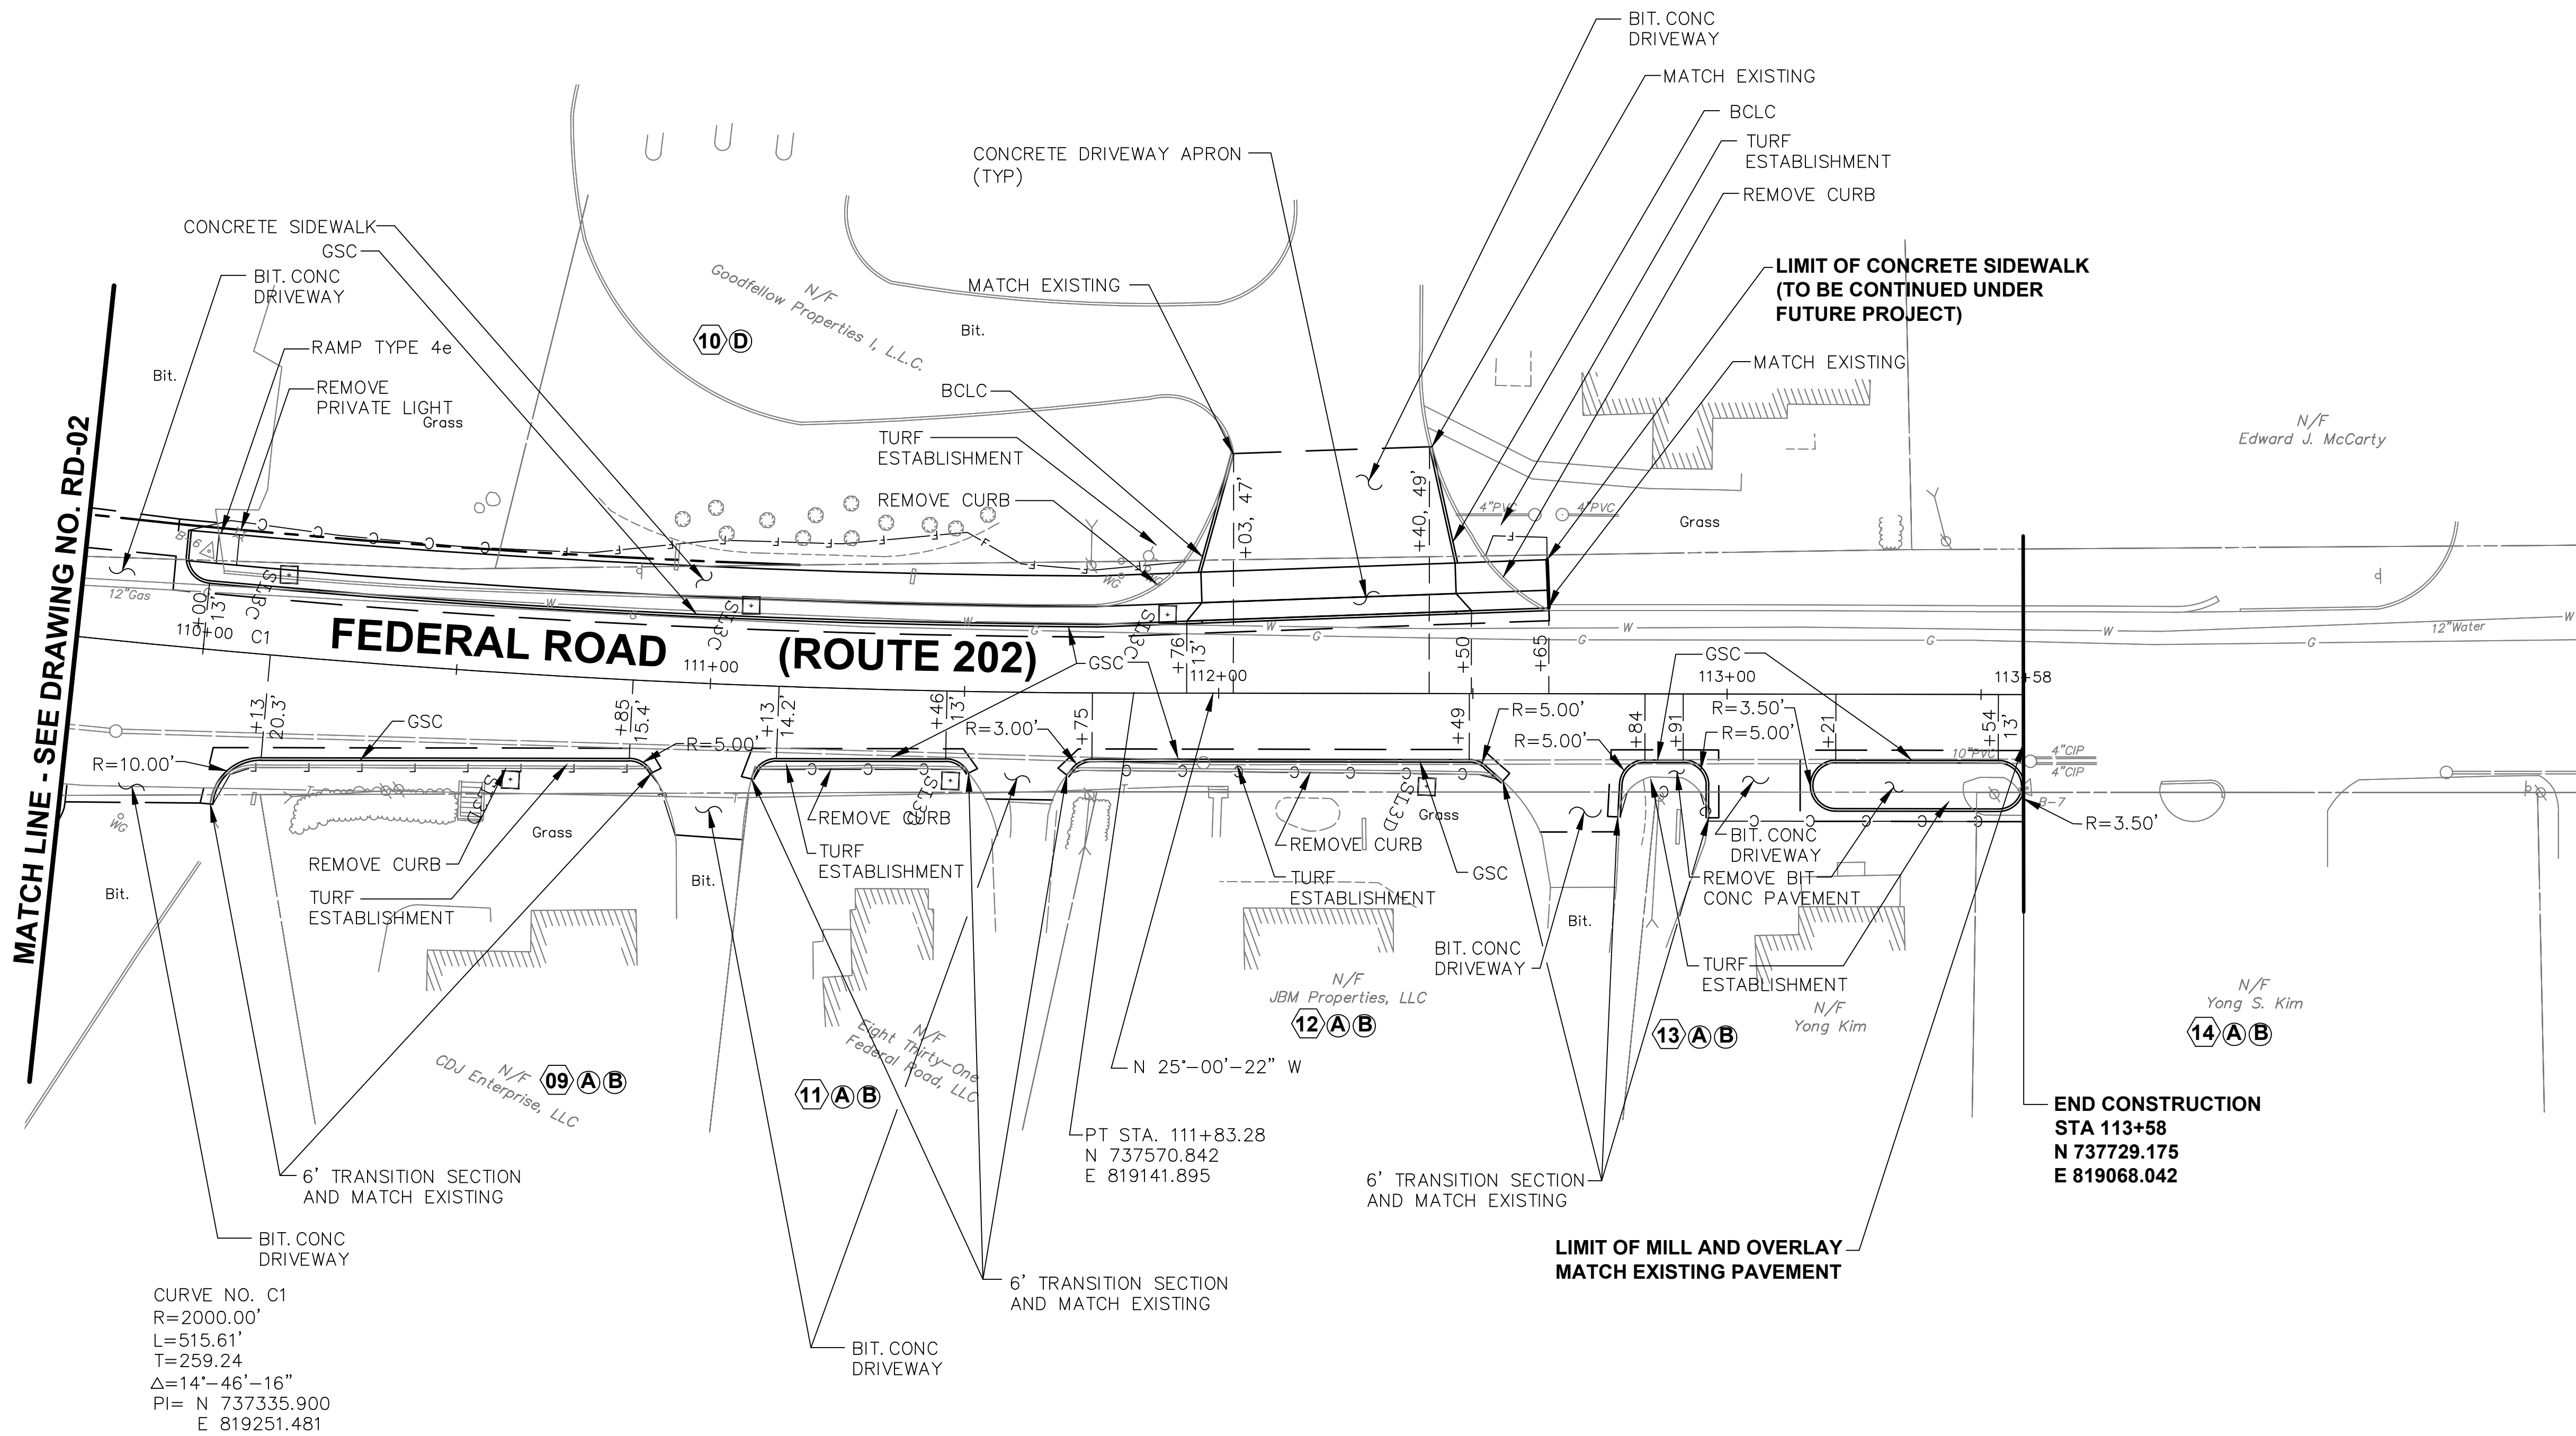 BIT. CONC
DRIVEWAY
MATCH EXISTING
BCLC
TURF
ESTABLISHMENT
REMOVE CURB
CONCRETE DRIVEWAY APRON
(TYP)
LIMIT OF CONCRETE SIDEWALK
(TO BE CONTINUED UNDER
FUTURE PROJECT)
MATCH EXISTING
CONCRETE SIDEWALK
GSC
BIT. CONC
DRIVEWAY
RAMP TYPE 4e
REMOVE
PRIVATE LIGHT
Bit.
Grass
N/F
Goodfellow Properties I, L.L.C.
10 D
Bit.
MATCH EXISTING
BCLC
TURF
ESTABLISHMENT
REMOVE CURB
+03, 47'
+40, 49'
4"PVC
4"PVC
Grass
N/F
Edward J. McCarty
MATCH LINE - SEE DRAWING NO. RD-02
12"Gas
WG
SL3C
SL3C
SL3C
+00
13'
110+00
C1
FEDERAL ROAD (ROUTE 202)
111+00
GSC
+76
13'
112+00
+50
+65
GSC
113+00
113+58
12"Water
W
G
W
G
W
G
W
G
W
G
W
+13
20.3'
GSC
+85
15.4'
+13
14.2'
+46
13'
R=3.00'
+75
+49
R=5.00'
R=5.00'
+84
+91
R=3.50'
R=5.00'
+21
+54
13'
10"PVC
4"CIP
4"CIP
B-7
R=3.50'
R=10.00'
R=5.00'
WG
SL3D
SL3D
SL3D
Grass
Grass
REMOVE CURB
TURF
ESTABLISHMENT
Bit.
Bit.
REMOVE CURB
TURF
ESTABLISHMENT
REMOVE CURB
TURF
ESTABLISHMENT
GSC
BIT. CONC
DRIVEWAY
REMOVE BIT
CONC PAVEMENT
Bit.
BIT. CONC
DRIVEWAY
TURF
ESTABLISHMENT
N/F
CDJ Enterprise, LLC
09 A B
N/F
Eight Thirty-One
Federal Road, LLC
11 A B
N/F
JBM Properties, LLC
12 A B
N/F
Yong Kim
13 A B
N/F
Yong S. Kim
14 A B
N 25°-00'-22" W
PT STA. 111+83.28
N 737570.842
E 819141.895
END CONSTRUCTION
STA 113+58
N 737729.175
E 819068.042
6' TRANSITION SECTION
AND MATCH EXISTING
6' TRANSITION SECTION
AND MATCH EXISTING
BIT. CONC
DRIVEWAY
LIMIT OF MILL AND OVERLAY
MATCH EXISTING PAVEMENT
6' TRANSITION SECTION
AND MATCH EXISTING
BIT. CONC
DRIVEWAY
CURVE NO. C1
R=2000.00'
L=515.61'
T=259.24
Δ=14°-46'-16"
PI= N 737335.900
E 819251.481